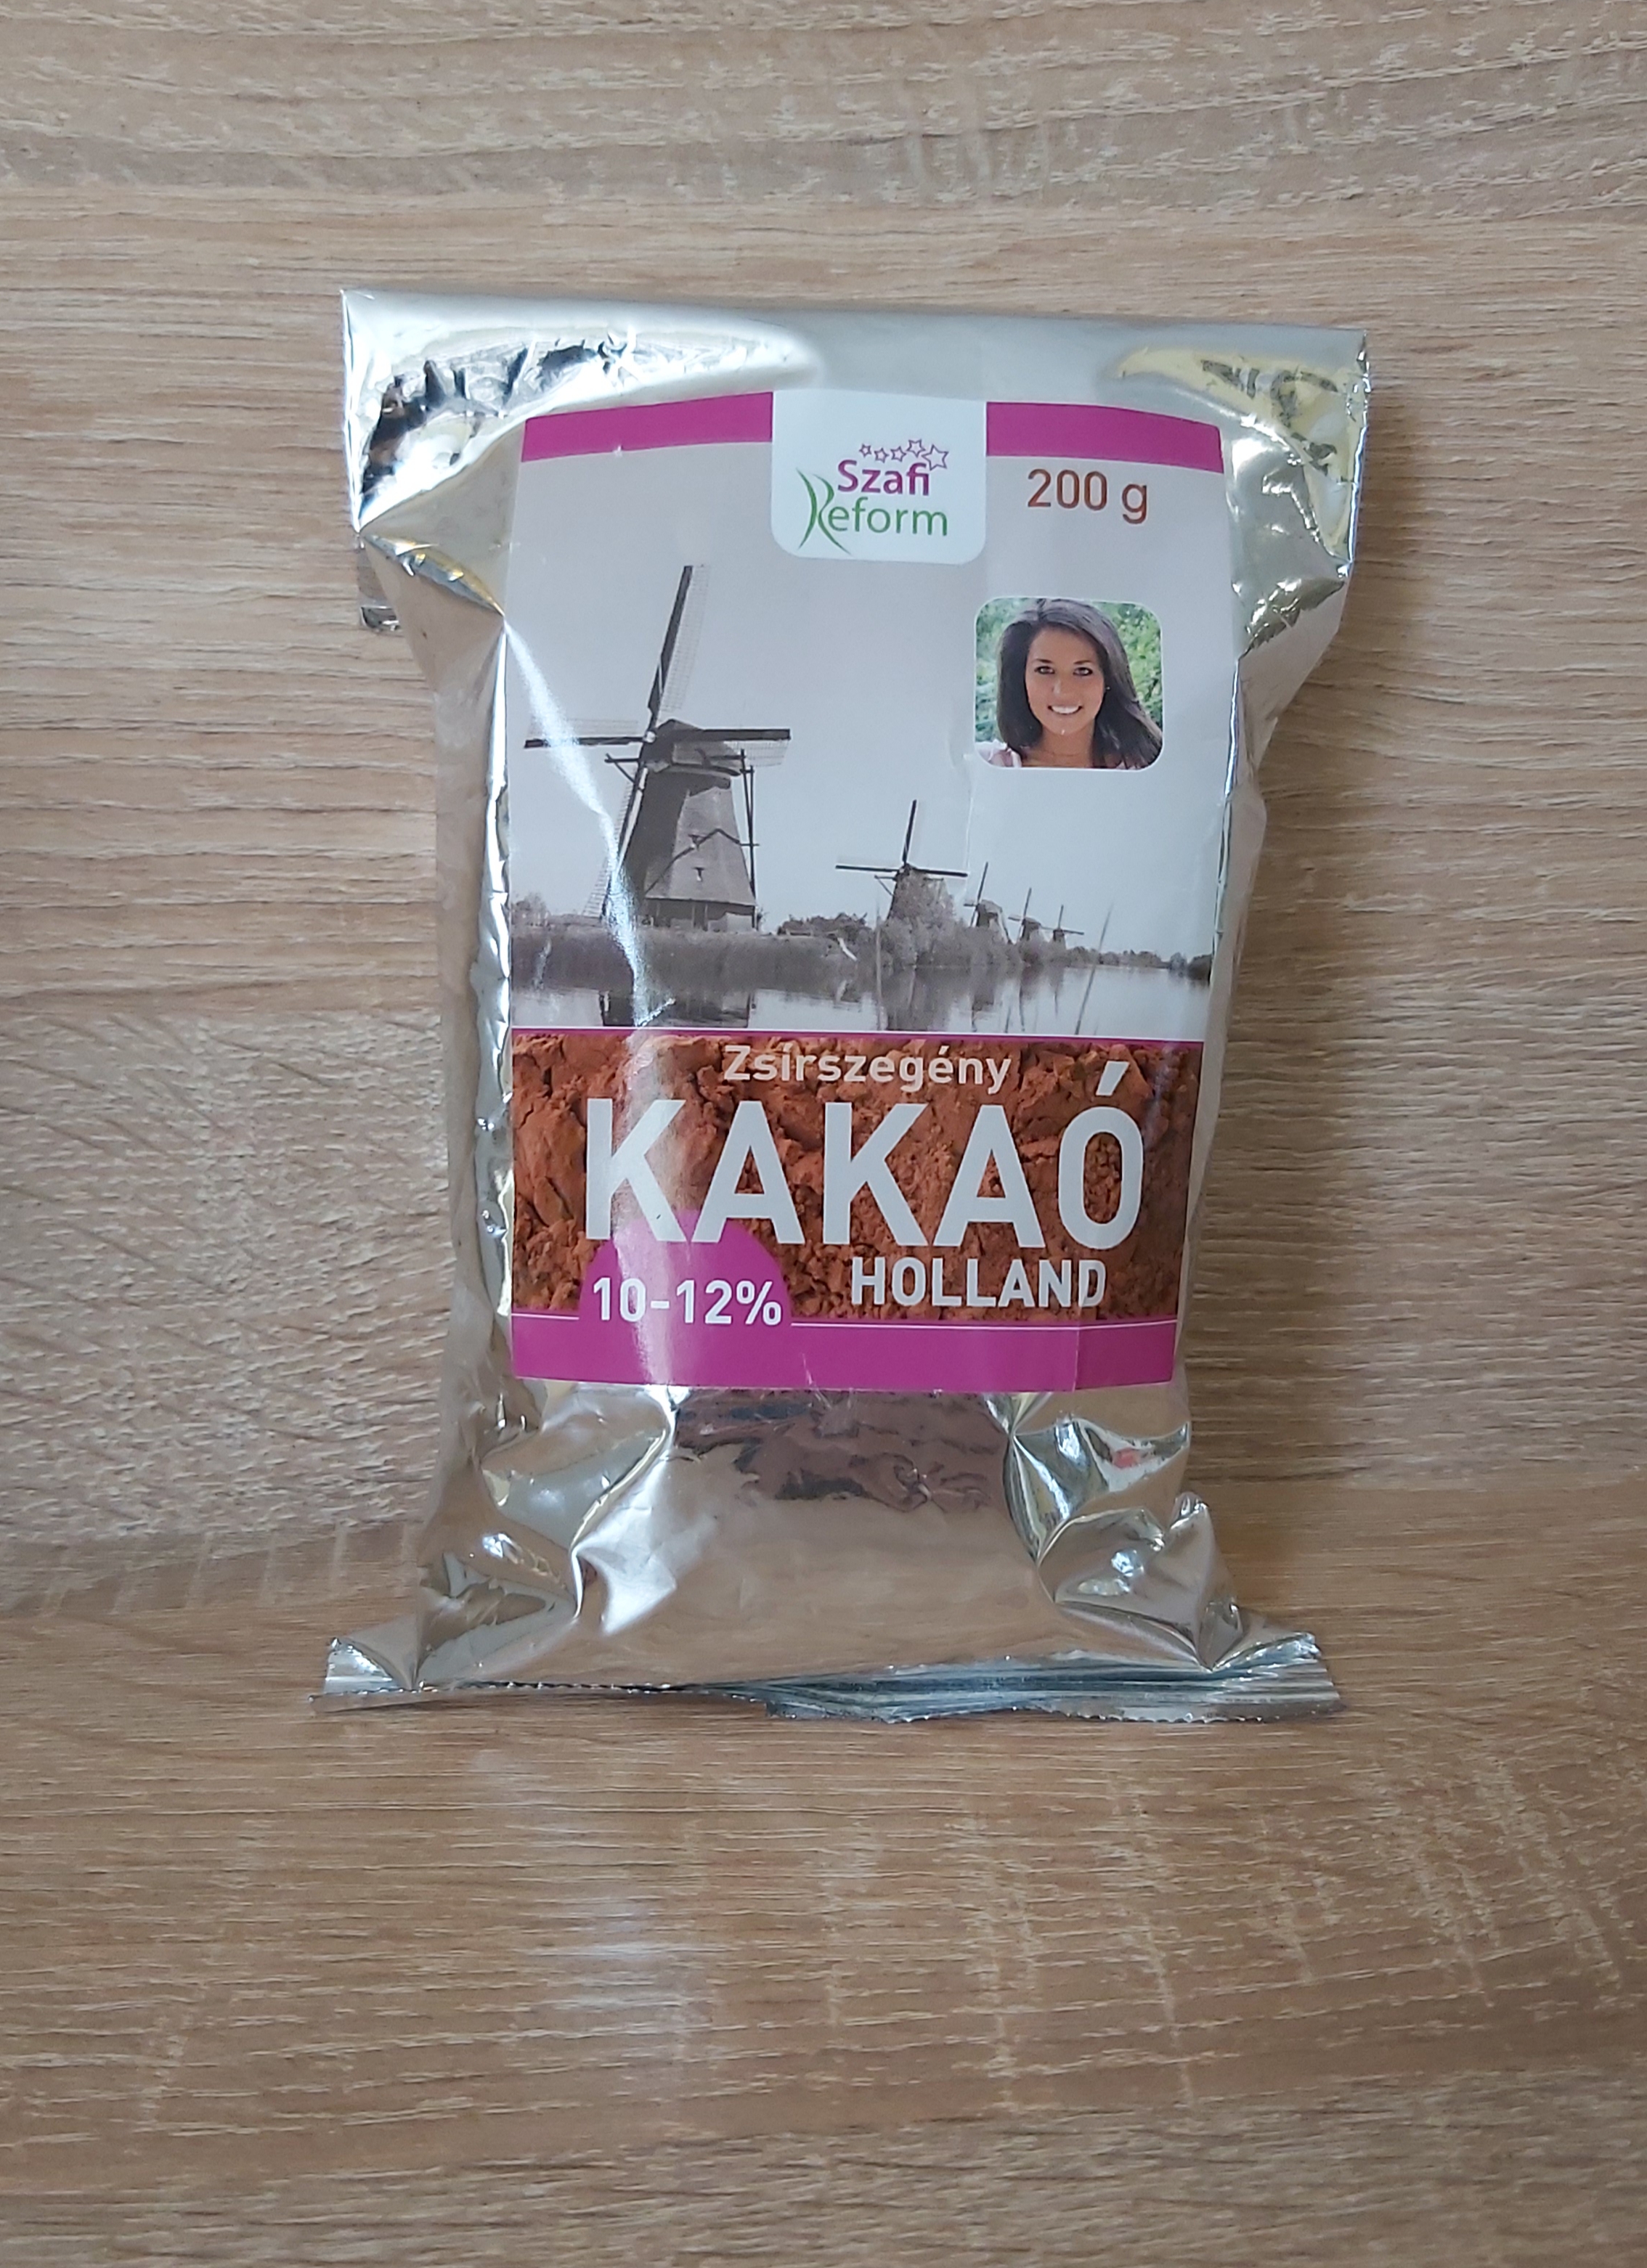 Szafi
Reform
200 g
Zsírszegény
KAKAÓ
HOLLAND
10-12%